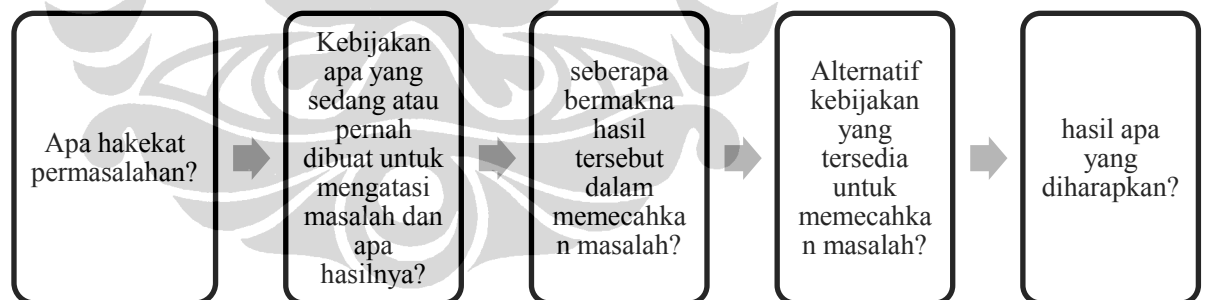 Apa hakekat
permasalahan?
Kebijakan
apa yang
sedang atau
pernah
dibuat untuk
mengatasi
masalah dan
apa
hasilnya?
seberapa
bermakna
hasil
tersebut
dalam
memecahka
n masalah?
Alternatif
kebijakan
yang
tersedia
untuk
memecahka
n masalah?
hasil apa
yang
diharapkan?